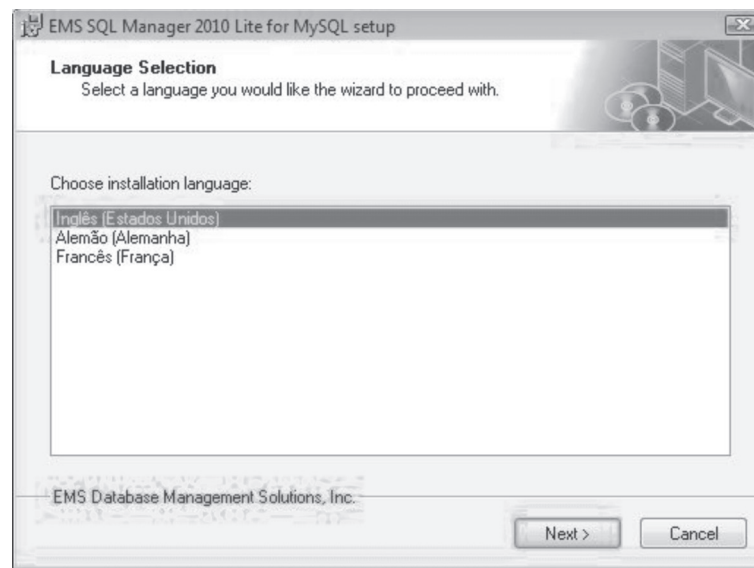 EMS SQL Manager 2010 Lite for MySQL setup
Language Selection
Select a language you would like the wizard to proceed with.
Choose installation language:
Inglês (Estados Unidos)
Alemão (Alemanha)
Francês (França)
EMS Database Management Solutions, Inc.
Next >
Cancel